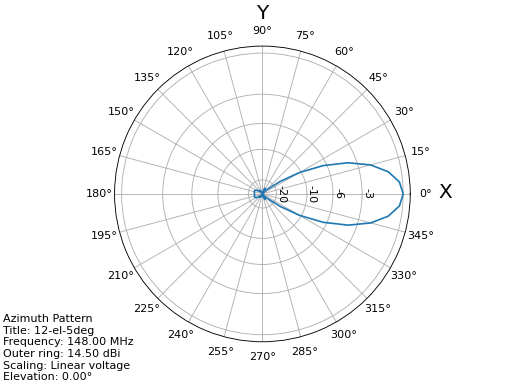 Y
90°
105° 75°
120° 60°
135° 45°
150° 30°
165° 15°
180° -20 -10 -6 -3 0° X
195° 345°
210° 330°
225° 315°
240° 300°
255° 285°
270°
Azimuth Pattern
Title: 12-el-5deg
Frequency: 148.00 MHz
Outer ring: 14.50 dBi
Scaling: Linear voltage
Elevation: 0.00°